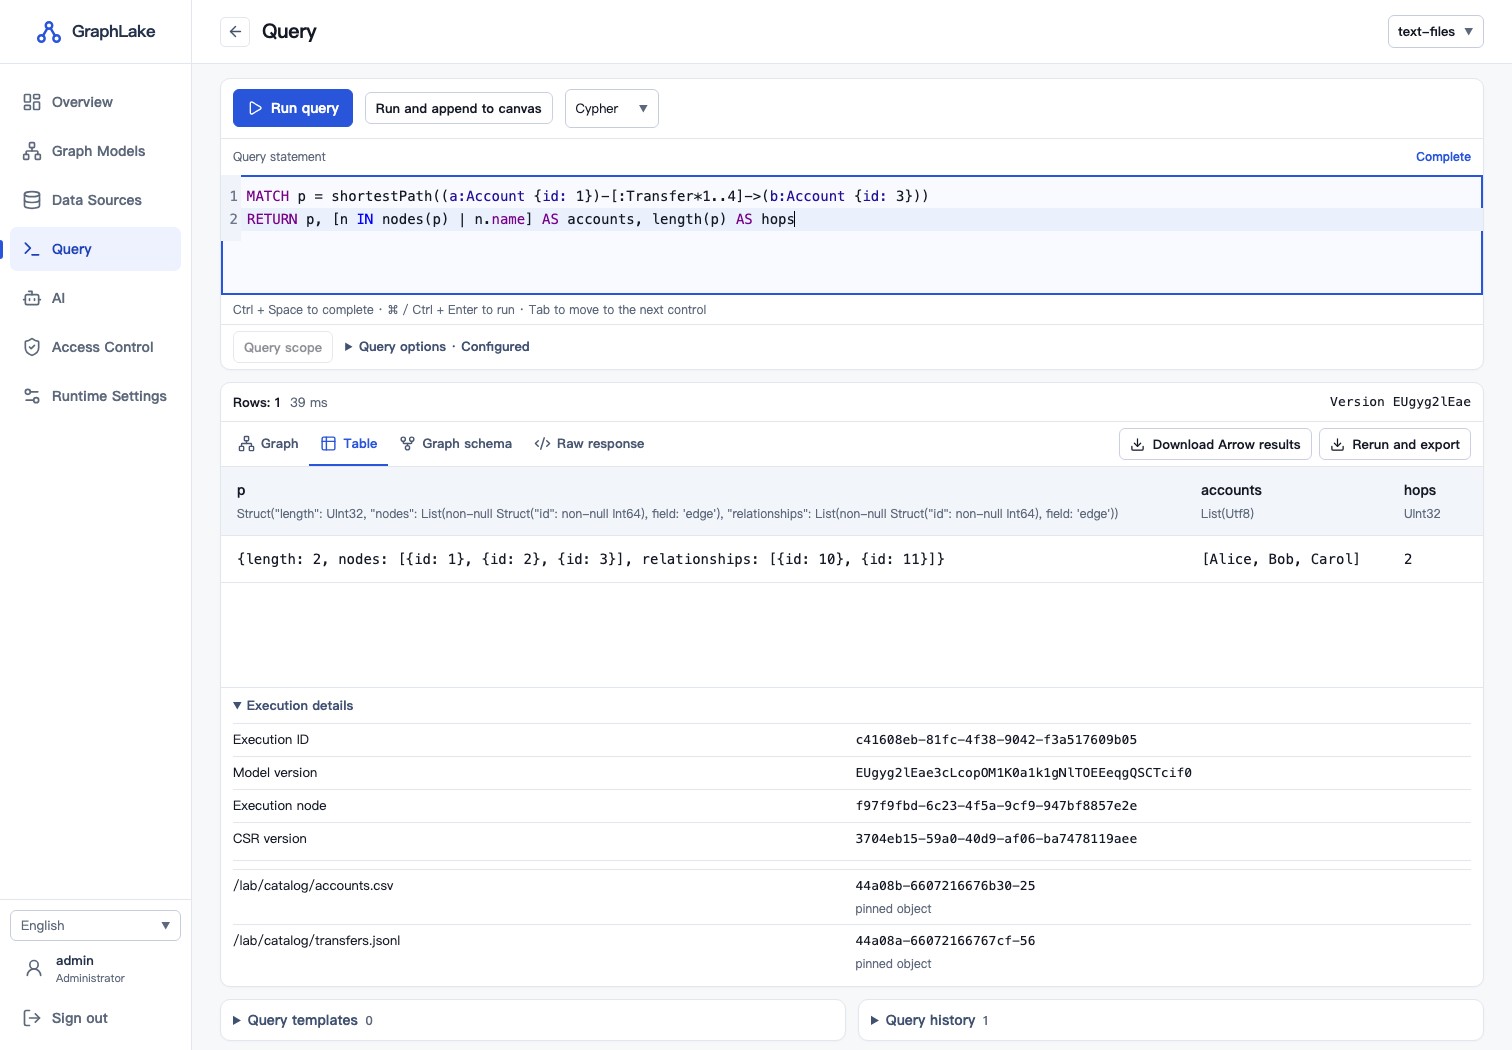 GraphLake
Query
text-files
Overview
Graph Models
Data Sources
Query
AI
Access Control
Runtime Settings
Run query
Run and append to canvas
Cypher
Query statement
Complete
1 MATCH p = shortestPath((a:Account {id: 1})-[:Transfer*1..4]->(b:Account {id: 3}))
2 RETURN p, [n IN nodes(p) | n.name] AS accounts, length(p) AS hops
Ctrl + Space to complete · ⌘ / Ctrl + Enter to run · Tab to move to the next control
Query scope
Query options · Configured
Rows: 1 39 ms
Version EUgyg2lEae
Graph
Table
Graph schema
Raw response
Download Arrow results
Rerun and export
p accounts hops
Struct("length": UInt32, "nodes": List(non-null Struct("id": non-null Int64), field: 'edge'), "relationships": List(non-null Struct("id": non-null Int64), field: 'edge')) List(Utf8) UInt32
{length: 2, nodes: [{id: 1}, {id: 2}, {id: 3}], relationships: [{id: 10}, {id: 11}]} [Alice, Bob, Carol] 2
Execution details
Execution ID c41608eb-81fc-4f38-9042-f3a517609b05
Model version EUgyg2lEae3cLcopOM1K0a1k1gNlTOEEeqgQSCTcif0
Execution node f97f9fbd-6c23-4f5a-9cf9-947bf8857e2e
CSR version 3704eb15-59a0-40d9-af06-ba7478119aee
/lab/catalog/accounts.csv 44a08b-6607216676b30-25
pinned object
/lab/catalog/transfers.jsonl 44a08a-66072166767cf-56
pinned object
Query templates 0
Query history 1
English
admin
Administrator
Sign out